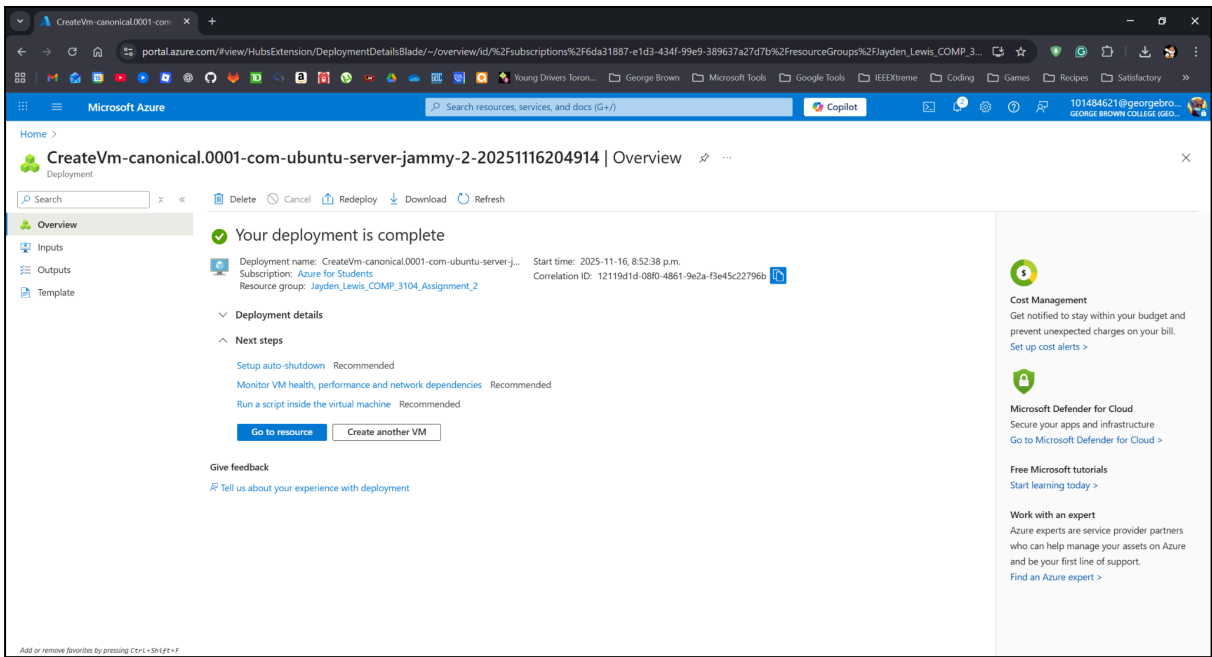 CreateVm-canonical.0001-com
portal.azure.com/#view/HubsExtension/DeploymentDetailsBlade/~/overview/id/%2Fsubscriptions%2F6da31887-e1d3-434f-99e9-389637a27d7b%2FresourceGroups%2FJayden_Lewis_COMP_3...
Young Drivers Toron... George Brown Microsoft Tools Google Tools IEEEXtreme Coding Games Recipes Satisfactory
Microsoft Azure
Search resources, services, and docs (G+/)
Copilot
2
101484621@georgebro...
GEORGE BROWN COLLEGE (GEO...
Home >
CreateVm-canonical.0001-com-ubuntu-server-jammy-2-20251116204914 | Overview
Deployment
Search
Delete Cancel Redeploy Download Refresh
Overview
Inputs
Outputs
Template
Your deployment is complete
Deployment name: CreateVm-canonical.0001-com-ubuntu-server-j...
Subscription: Azure for Students
Resource group: Jayden_Lewis_COMP_3104_Assignment_2
Start time: 2025-11-16, 8:52:38 p.m.
Correlation ID: 12119d1d-08f0-4861-9e2a-f3e45c22796b
Deployment details
Next steps
Setup auto-shutdown Recommended
Monitor VM health, performance and network dependencies Recommended
Run a script inside the virtual machine Recommended
Go to resource Create another VM
Give feedback
Tell us about your experience with deployment
Cost Management
Get notified to stay within your budget and
prevent unexpected charges on your bill.
Set up cost alerts >
Microsoft Defender for Cloud
Secure your apps and infrastructure
Go to Microsoft Defender for Cloud >
Free Microsoft tutorials
Start learning today >
Work with an expert
Azure experts are service provider partners
who can help manage your assets on Azure
and be your first line of support.
Find an Azure expert >
Add or remove favorites by pressing Ctrl+Shift+F